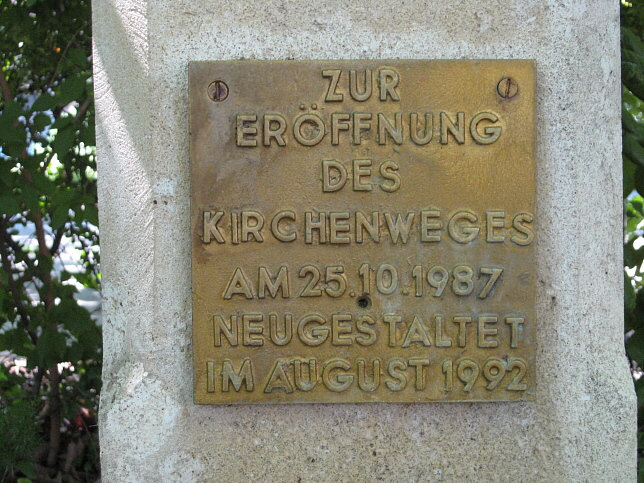 ZUR
ERÖFFNUNG
DES
KIRCHENWEGES
AM 25.10.1987
NEUGESTALTET
IM AUGUST 1992